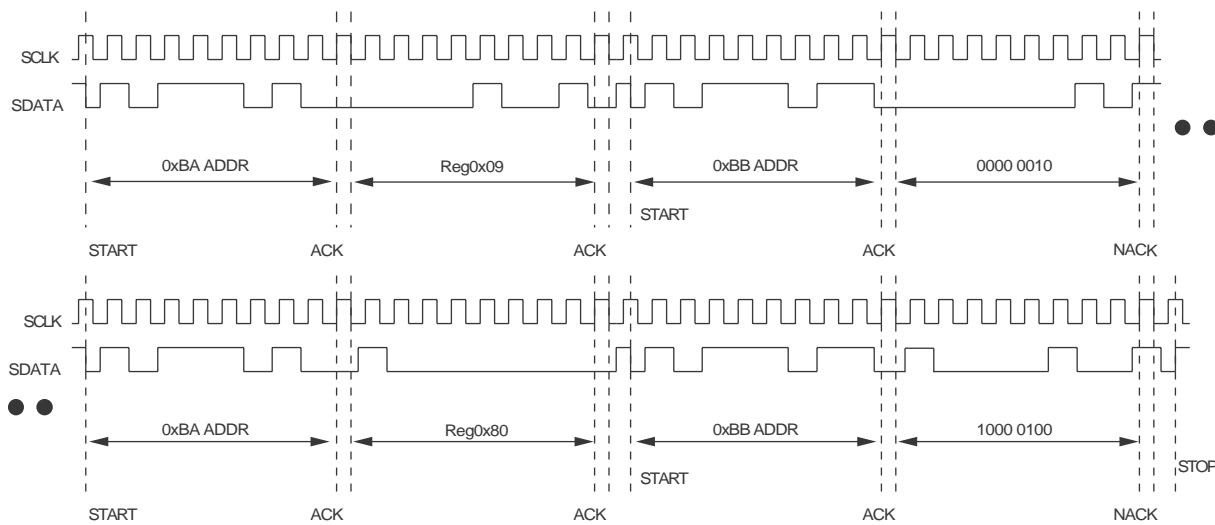 SCLK
SDATA
0xBA ADDR Reg0x09 0xBB ADDR 0000 0010
START
START ACK ACK ACK NACK
SCLK
SDATA
0xBA ADDR Reg0x80 0xBB ADDR 1000 0100
START STOP
START ACK ACK ACK NACK